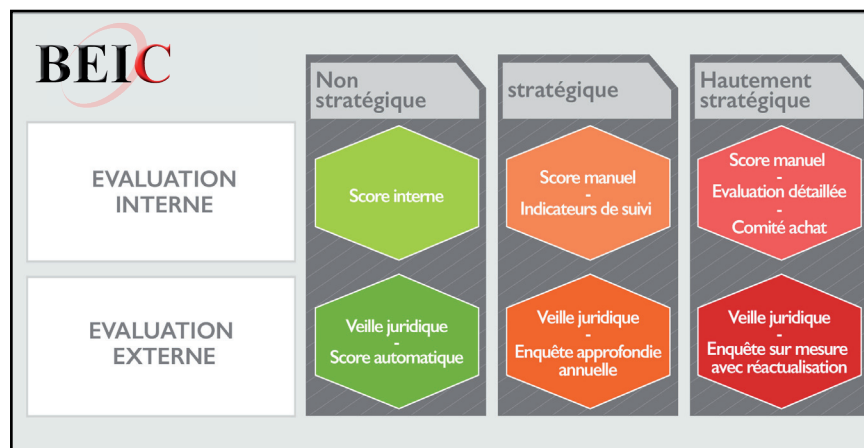 BEIC
Non
stratégique
stratégique
Hautement
stratégique
EVALUATION
INTERNE
Score interne
Score manuel
-
Indicateurs de suivi
Score manuel
-
Evaluation détaillée
-
Comité achat
EVALUATION
EXTERNE
Veille juridique
-
Score automatique
Veille juridique
-
Enquête approfondie
annuelle
Veille juridique
-
Enquête sur mesure
avec réactualisation